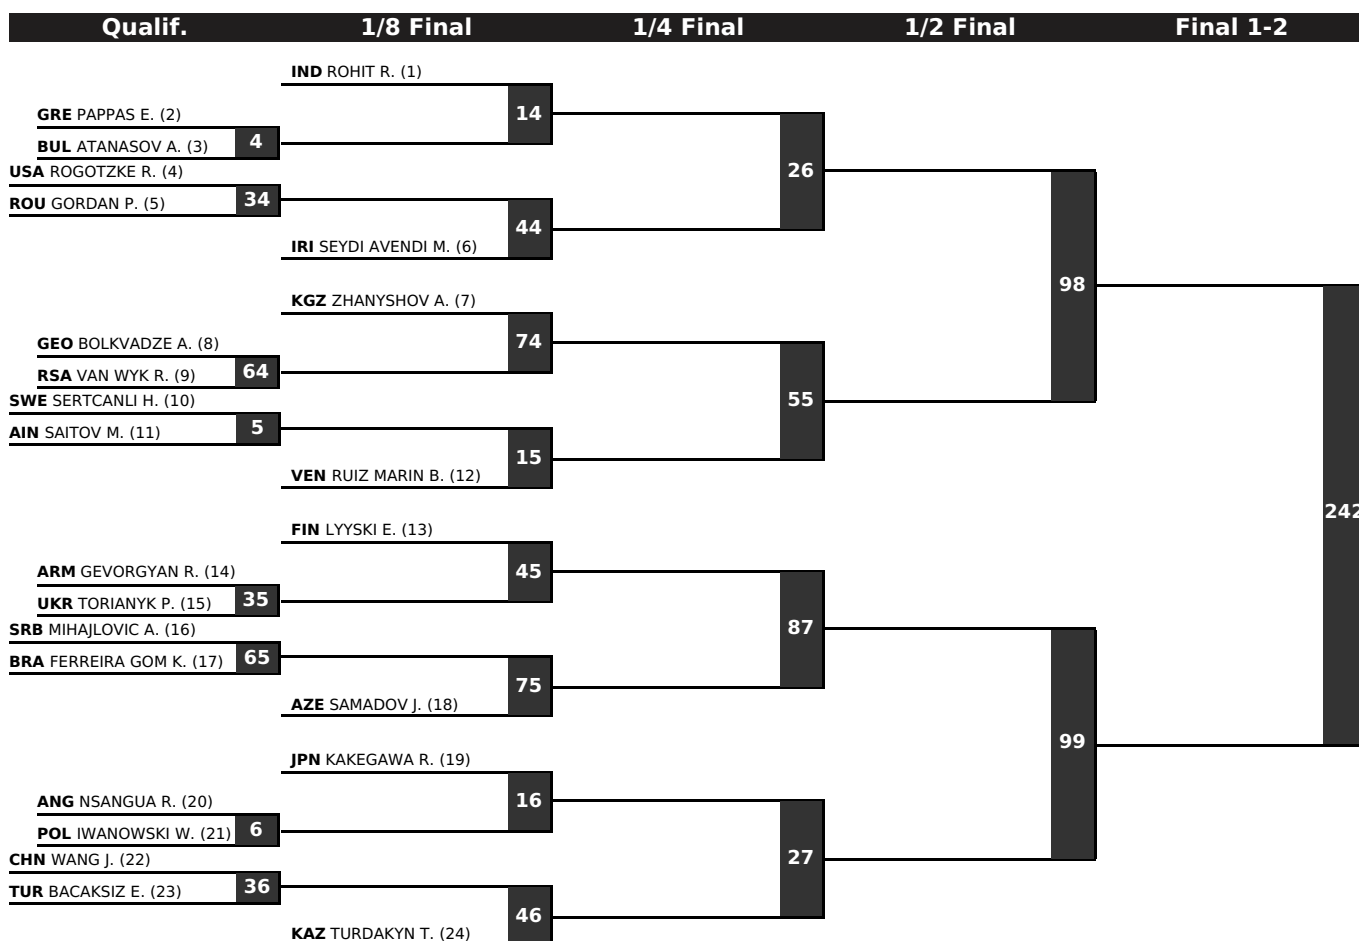 Qualif. 1/8 Final 1/4 Final 1/2 Final Final 1-2
IND ROHIT R. (1)
14
GRE PAPPAS E. (2)
4
BUL ATANASOV A. (3)
26
USA ROGOTZKE R. (4)
34
ROU GORDAN P. (5)
44
IRI SEYDI AVENDI M. (6)
98
KGZ ZHANYSHOV A. (7)
74
GEO BOLKVADZE A. (8)
64
RSA VAN WYK R. (9)
55
SWE SERTCANLI H. (10)
5
AIN SAITOV M. (11)
15
VEN RUIZ MARIN B. (12)
242
FIN LYYSKI E. (13)
45
ARM GEVORGYAN R. (14)
35
UKR TORIANYK P. (15)
87
SRB MIHAJLOVIC A. (16)
65
BRA FERREIRA GOM K. (17)
75
AZE SAMADOV J. (18)
99
JPN KAKEGAWA R. (19)
16
ANG NSANGUA R. (20)
6
POL IWANOWSKI W. (21)
27
CHN WANG J. (22)
36
TUR BACAKSIZ E. (23)
46
KAZ TURDAKYN T. (24)